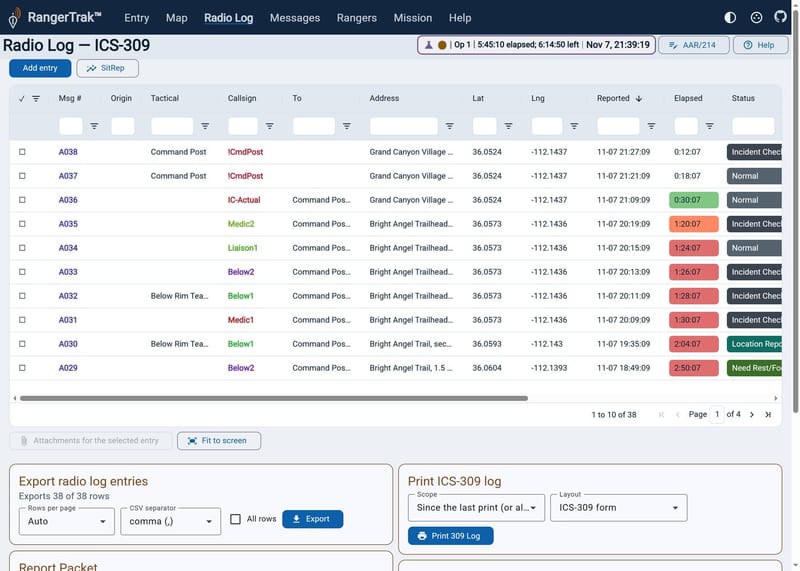 RangerTrak™ Entry Map Radio Log Messages Rangers Mission Help
Radio Log — ICS-309
Op 1 | 5:45:10 elapsed; 6:14:50 left | Nov 7, 21:39:19
AAR/214
Help
Add entry
SitRep
Msg # Origin Tactical Callsign To Address Lat Lng Reported Elapsed Status
A038 Command Post !CmdPost Grand Canyon Village ... 36.0524 -112.1437 11-07 21:27:09 0:12:07 Incident Chec
A037 Command Post !CmdPost Grand Canyon Village ... 36.0524 -112.1437 11-07 21:21:09 0:18:07 Normal
A036 IC-Actual Command Pos... Grand Canyon Village ... 36.0524 -112.1437 11-07 21:09:09 0:30:07 Normal
A035 Medic2 Command Pos... Bright Angel Trailhead... 36.0573 -112.1436 11-07 20:19:09 1:20:07 Incident Chec
A034 Liaison1 Command Pos... Bright Angel Trailhead... 36.0573 -112.1436 11-07 20:15:09 1:24:07 Normal
A033 Below2 Command Pos... Bright Angel Trailhead... 36.0573 -112.1436 11-07 20:13:09 1:26:07 Incident Chec
A032 Below Rim Tea... Below1 Command Pos... Bright Angel Trailhead... 36.0573 -112.1436 11-07 20:11:09 1:28:07 Incident Chec
A031 Medic1 Command Pos... Bright Angel Trailhead... 36.0573 -112.1436 11-07 20:09:09 1:30:07 Incident Chec
A030 Below Rim Tea... Below1 Command Pos... Bright Angel Trail, sec... 36.0593 -112.143 11-07 19:35:09 2:04:07 Location Repo
A029 Below2 Command Pos... Bright Angel Trail, 1.5 ... 36.0604 -112.1393 11-07 18:49:09 2:50:07 Need Rest/Fo
1 to 10 of 38 Page 1 of 4
Attachments for the selected entry
Fit to screen
Export radio log entries
Exports 38 of 38 rows
Rows per page
Auto
CSV separator
comma (,)
All rows
Export
Print ICS-309 log
Scope
Since the last print (or al...
Layout
ICS-309 form
Print 309 Log
Report Packet